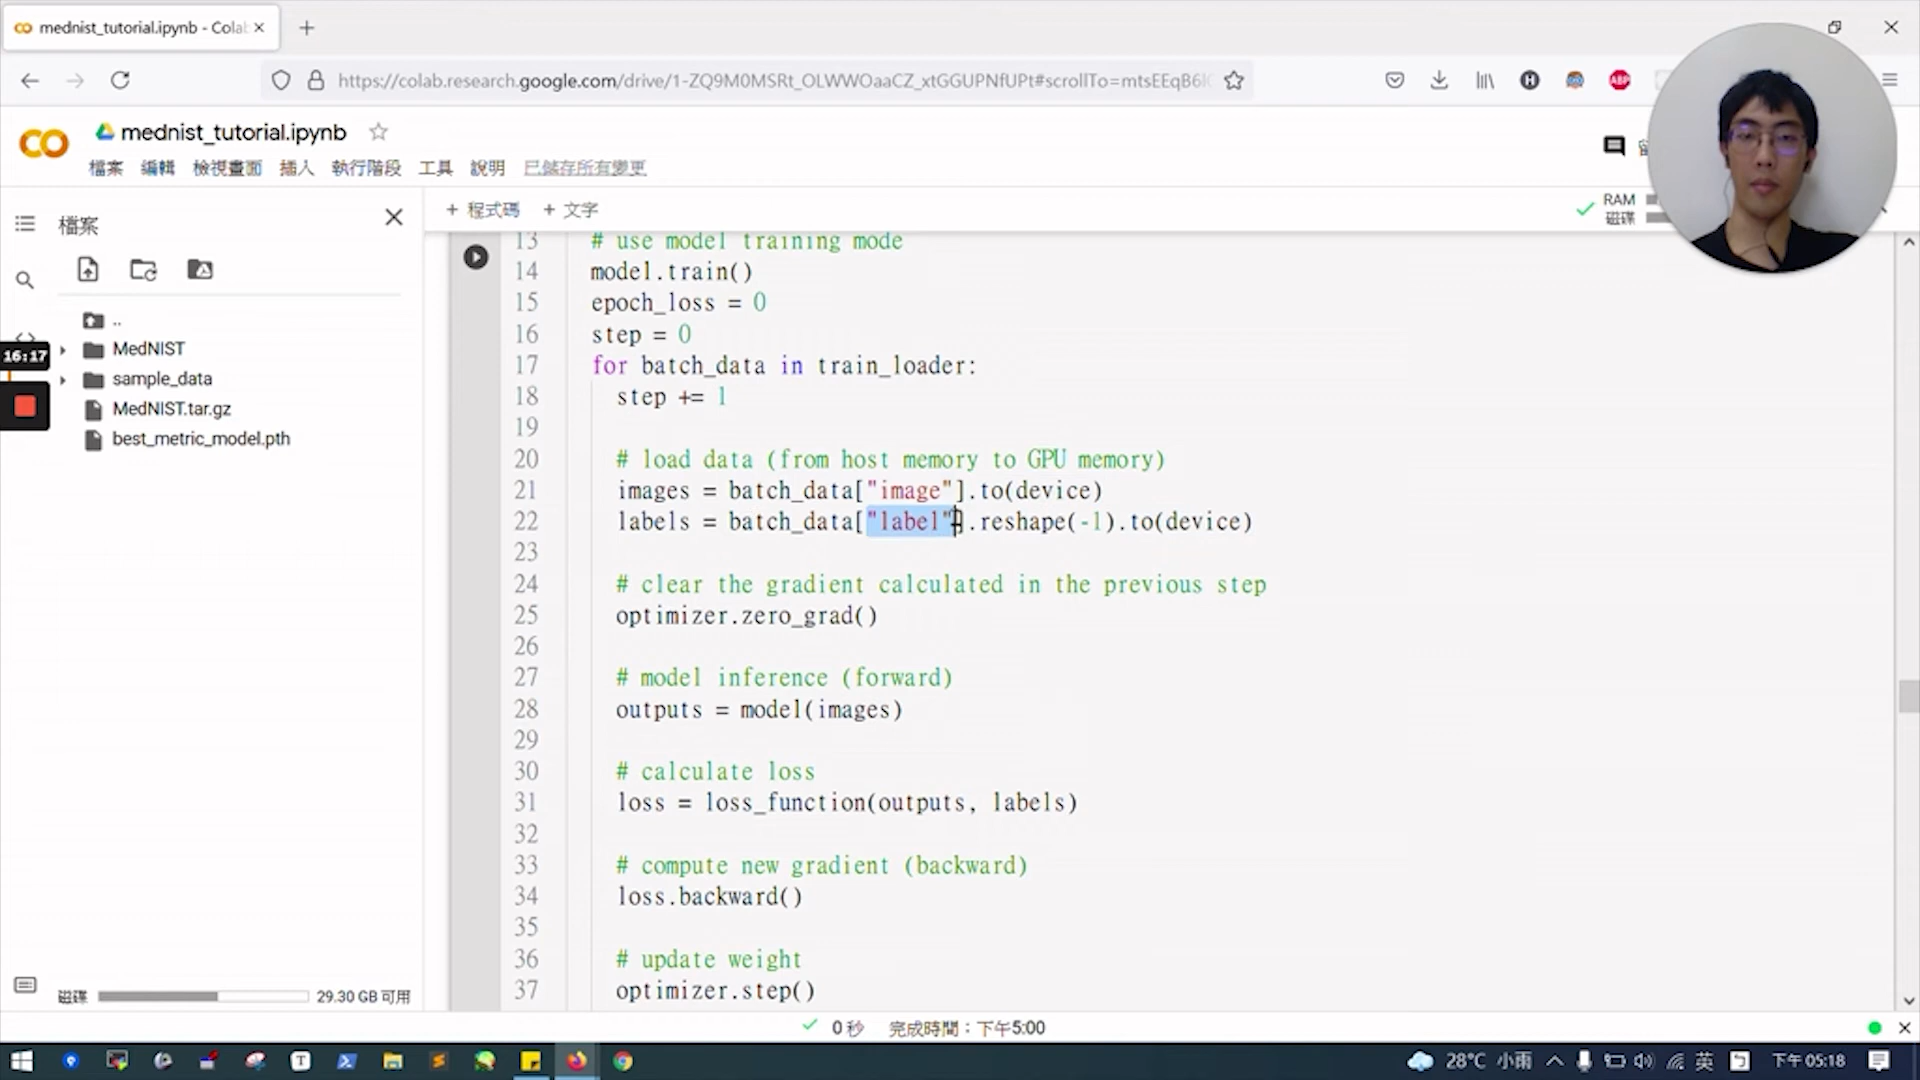 mednist_tutorial.ipynb - Cola
https://colab.research.google.com/drive/1-ZQ9M0MSRt_OLWWOaaCZ_xtGGUPNfUPt#scrollTo=mtsEEqB6l
ABP
mednist_tutorial.ipynb
檔案 編輯 檢視畫面 插入 執行階段 工具 說明 已儲存所有變更
檔案
+ 程式碼 + 文字
RAM
磁碟
..
MedNIST
sample_data
MedNIST.tar.gz
best_metric_model.pth
16:17
13 # use model training mode
14 model.train()
15 epoch_loss = 0
16 step = 0
17 for batch_data in train_loader:
18 step += 1
19
20 # load data (from host memory to GPU memory)
21 images = batch_data["image"].to(device)
22 labels = batch_data["label"].reshape(-1).to(device)
23
24 # clear the gradient calculated in the previous step
25 optimizer.zero_grad()
26
27 # model inference (forward)
28 outputs = model(images)
29
30 # calculate loss
31 loss = loss_function(outputs, labels)
32
33 # compute new gradient (backward)
34 loss.backward()
35
36 # update weight
37 optimizer.step()
磁碟 29.30 GB 可用
0 秒 完成時間：下午5:00
28°C 小雨 英 下午 05:18